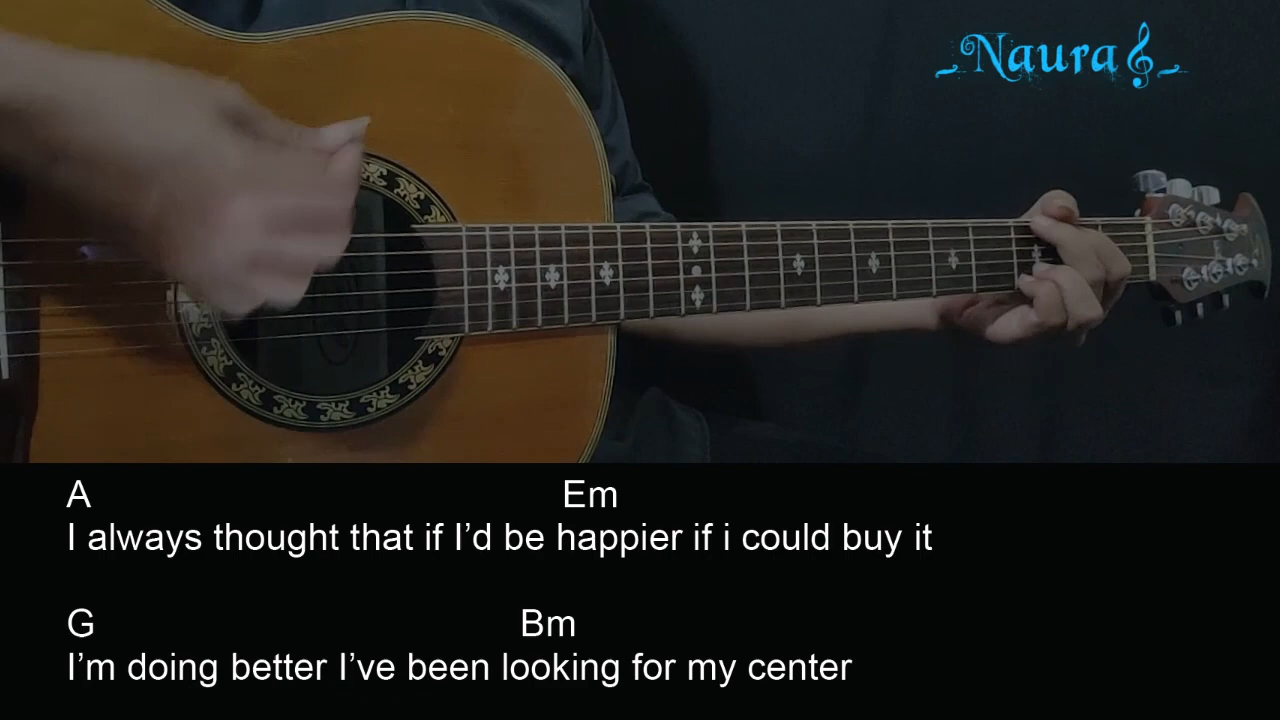 Naura
A Em
I always thought that if I’d be happier if i could buy it
G Bm
I’m doing better I’ve been looking for my center